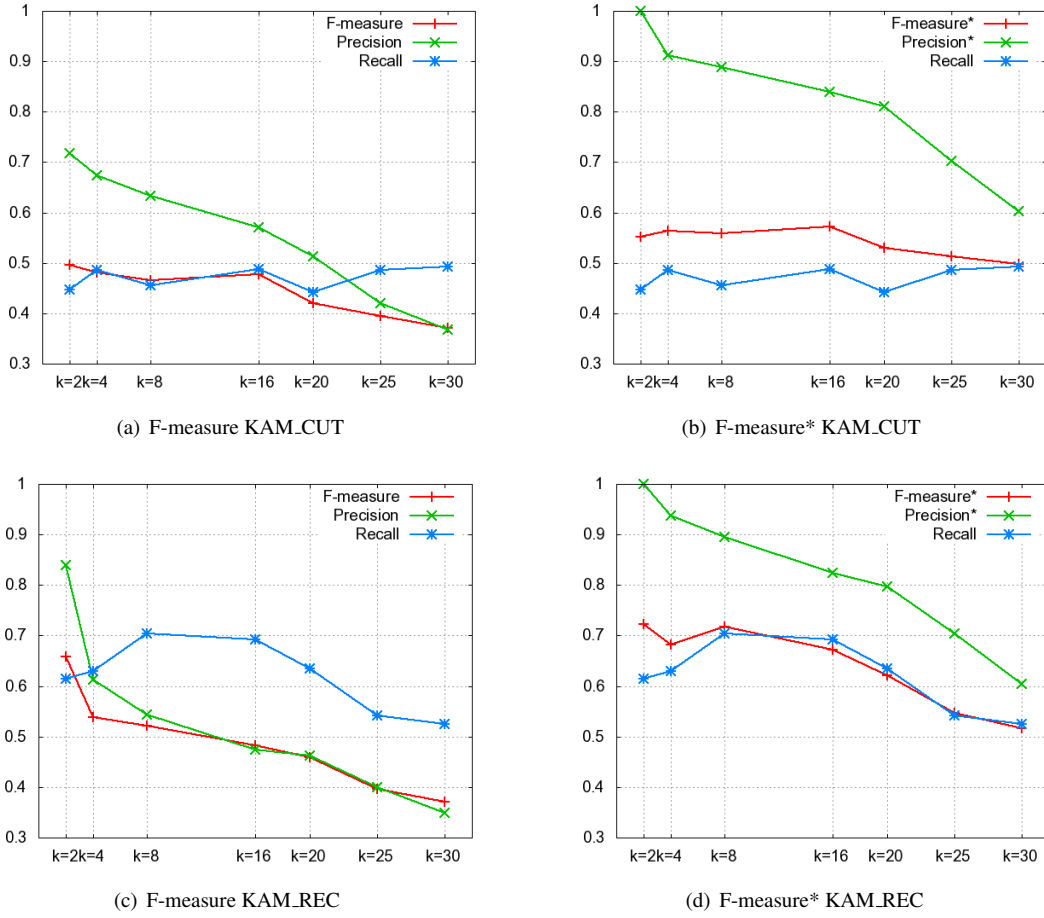 1
0.9
0.8
0.7
0.6
0.5
0.4
0.3
F-measure
Precision
Recall
k=2 k=4 k=8 k=16 k=20 k=25 k=30
(a) F-measure KAM_CUT
1
0.9
0.8
0.7
0.6
0.5
0.4
0.3
F-measure*
Precision*
Recall
k=2 k=4 k=8 k=16 k=20 k=25 k=30
(b) F-measure* KAM_CUT
1
0.9
0.8
0.7
0.6
0.5
0.4
0.3
F-measure
Precision
Recall
k=2 k=4 k=8 k=16 k=20 k=25 k=30
(c) F-measure KAM_REC
1
0.9
0.8
0.7
0.6
0.5
0.4
0.3
F-measure*
Precision*
Recall
k=2 k=4 k=8 k=16 k=20 k=25 k=30
(d) F-measure* KAM_REC